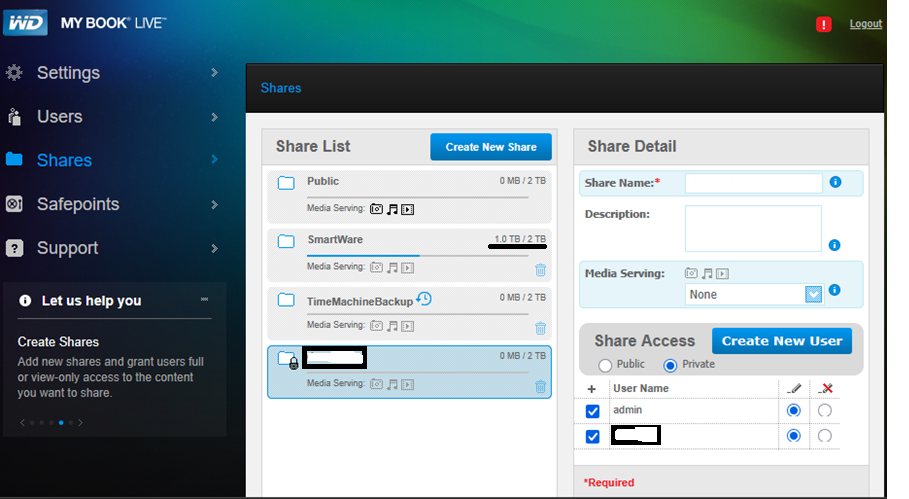 WD MY BOOK® LIVE™
! Logout
Settings
Users
Shares
Safepoints
Support
Let us help you
Create Shares
Add new shares and grant users full
or view-only access to the content
you want to share.
Shares
Share List Create New Share
Public 0 MB / 2 TB
Media Serving:
SmartWare 1.0 TB / 2 TB
Media Serving:
TimeMachineBackup 0 MB / 2 TB
Media Serving:
0 MB / 2 TB
Media Serving:
Share Detail
Share Name:*
Description:
Media Serving:
None
Share Access Create New User
Public Private
+ User Name
admin
*Required